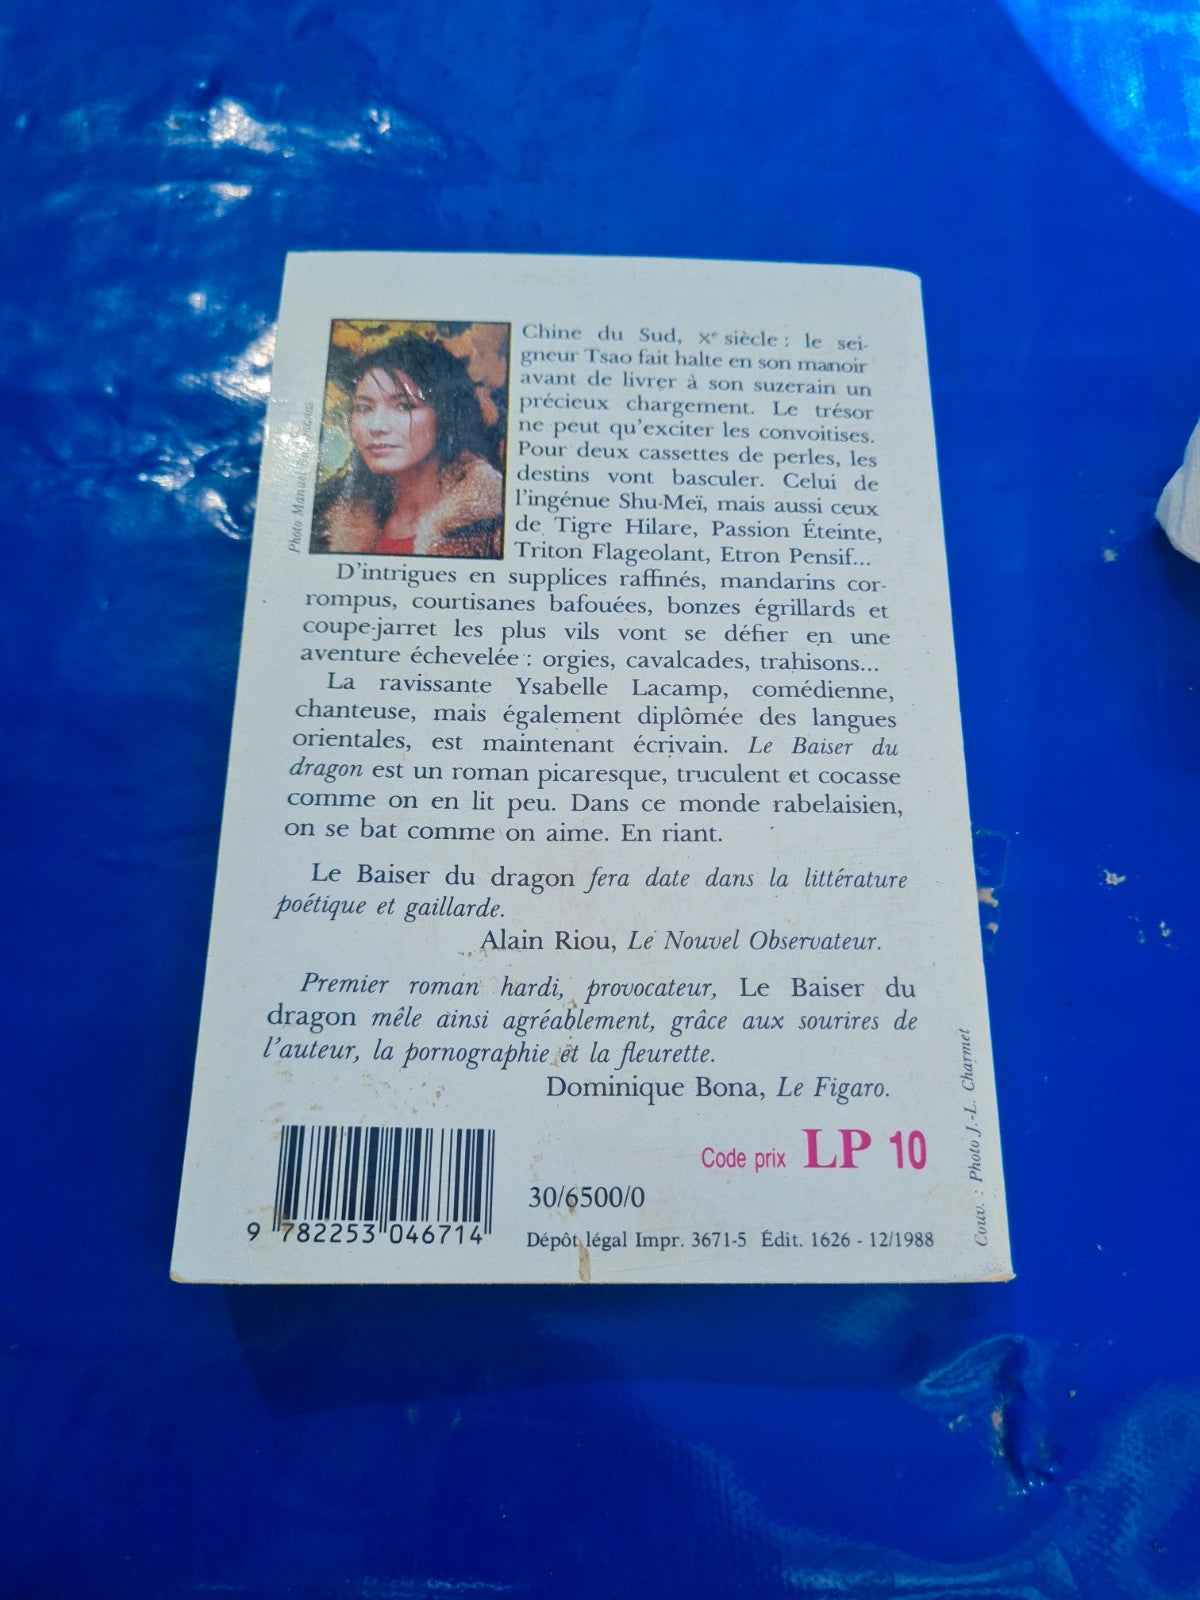 Chine du Sud, Xe siècle : le sei-
gneur Tsao fait halte en son manoir
avant de livrer à son suzerain un
précieux chargement. Le trésor
ne peut qu'exciter les convoitises.
Pour deux cassettes de perles, les
destins vont basculer. Celui de
l'ingénue Shu-Meï, mais aussi ceux
de Tigre Hilare, Passion Éteinte,
Triton Flageolant, Etron Pensif...
D'intrigues en supplices raffinés, mandarins cor-
rompus, courtisanes bafouées, bonzes égrillards et
coupe-jarret les plus vils vont se défier en une
aventure échevelée : orgies, cavalcades, trahisons...
La ravissante Ysabelle Lacamp, comédienne,
chanteuse, mais également diplômée des langues
orientales, est maintenant écrivain. Le Baiser du
dragon est un roman picaresque, truculent et cocasse
comme on en lit peu. Dans ce monde rabelaisien,
on se bat comme on aime. En riant.
Le Baiser du dragon fera date dans la littérature
poétique et gaillarde.
Alain Riou, Le Nouvel Observateur.
Premier roman hardi, provocateur, Le Baiser du
dragon mêle ainsi agréablement, grâce aux sourires de
l'auteur, la pornographie et la fleurette.
Dominique Bona, Le Figaro.
Photo Manuel
Couv. : Photo J.-L. Charmet
Code prix LP 10
30/6500/0
9 782253 046714
Dépôt légal Impr. 3671-5 Édit. 1626 - 12/1988